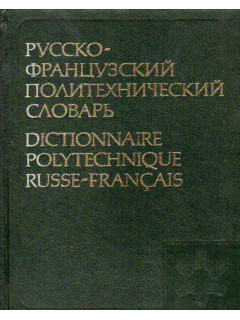 РУССКО-
ФРАНЦУЗСКИЙ
ПОЛИТЕХНИЧЕСКИЙ
СЛОВАРЬ
DICTIONNAIRE
POLYTECHNIQUE
RUSSE-FRANÇAIS